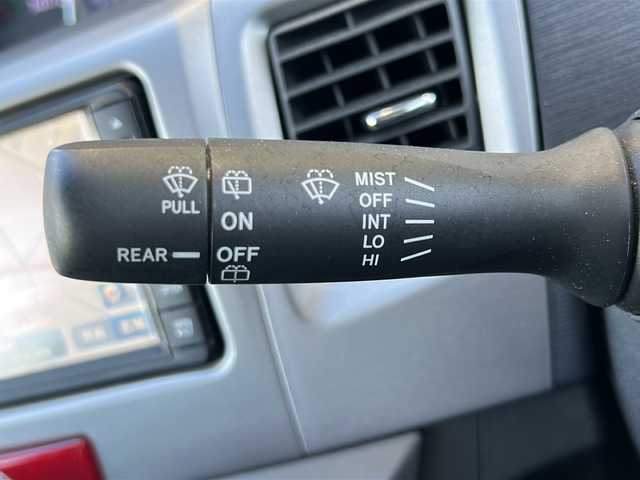 PULL
REAR
ON
OFF
MIST
OFF
INT
LO
HI